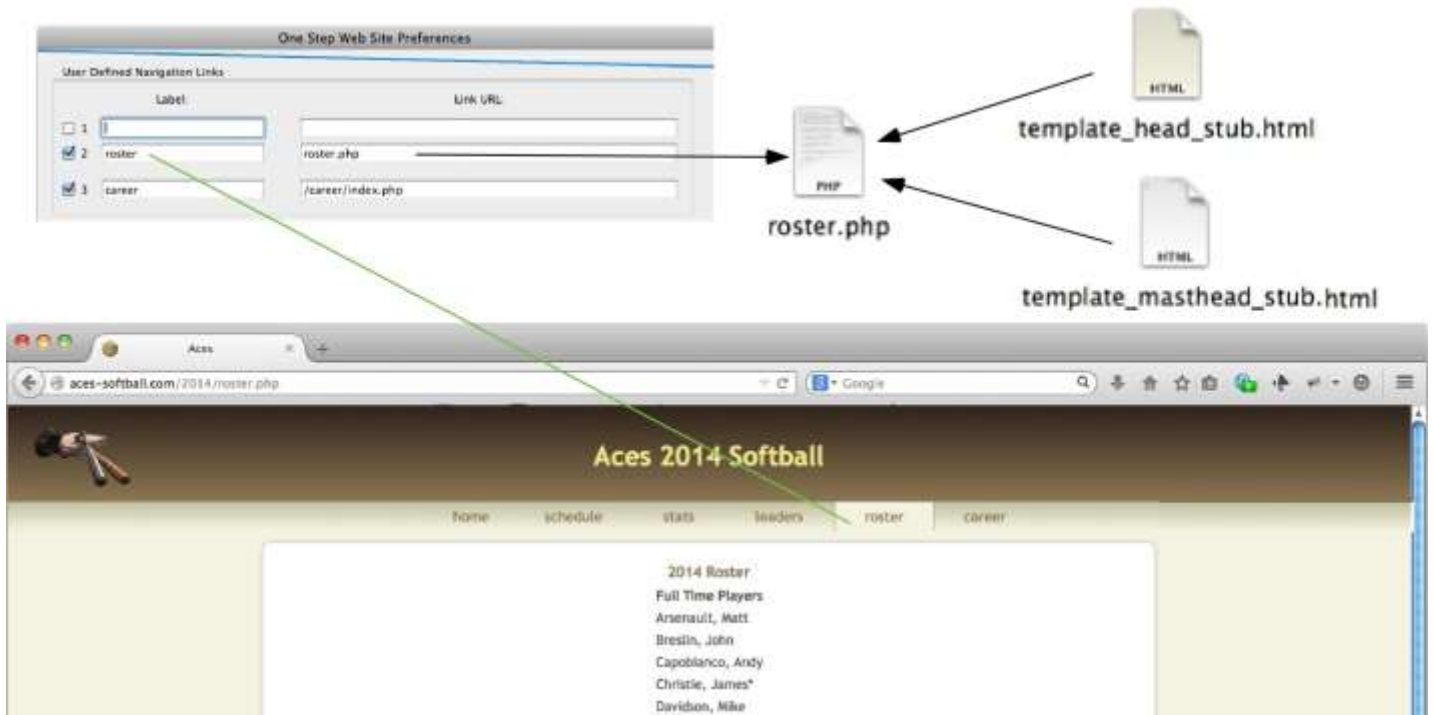 One Step Web Site Preferences
User Defined Navigation Links
Label: Link URL:
1
2 roster roster.php
3 career /career/index.php
HTML
template_head_stub.html
PHP
roster.php
HTML
template_masthead_stub.html
Aces
aces-softball.com/2014/roster.php
Google
Aces 2014 Softball
home schedule stats leaders roster career
2014 Roster
Full Time Players
Arsenault, Matt
Breslin, John
Capobianco, Andy
Christie, James*
Davidson, Mike